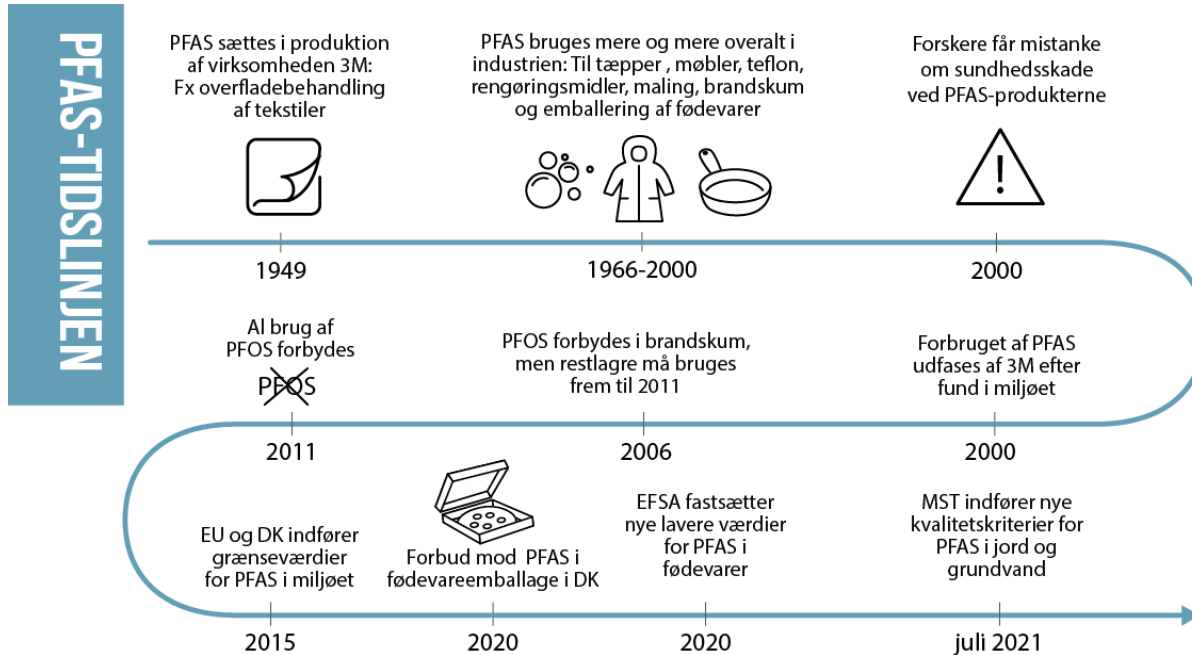 PFAS-TIDSLINJEN
PFAS sættes i produktion
af virksomheden 3M:
Fx overfladebehandling
af tekstiler
1949
PFAS bruges mere og mere overalt i
industrien: Til tæpper , møbler, teflon,
rengøringsmidler, maling, brandskum
og emballering af fødevarer
1966-2000
Forskere får mistanke
om sundhedsskade
ved PFAS-produkterne
!
2000
Forbruget af PFAS
udfases af 3M efter
fund i miljøet
2000
PFOS forbydes i brandskum,
men restlagre må bruges
frem til 2011
2006
Al brug af
PFOS forbydes
PFOS
2011
EU og DK indfører
grænseværdier
for PFAS i miljøet
2015
Forbud mod PFAS i
fødevareemballage i DK
2020
EFSA fastsætter
nye lavere værdier
for PFAS i
fødevarer
2020
MST indfører nye
kvalitetskriterier for
PFAS i jord og
grundvand
juli 2021